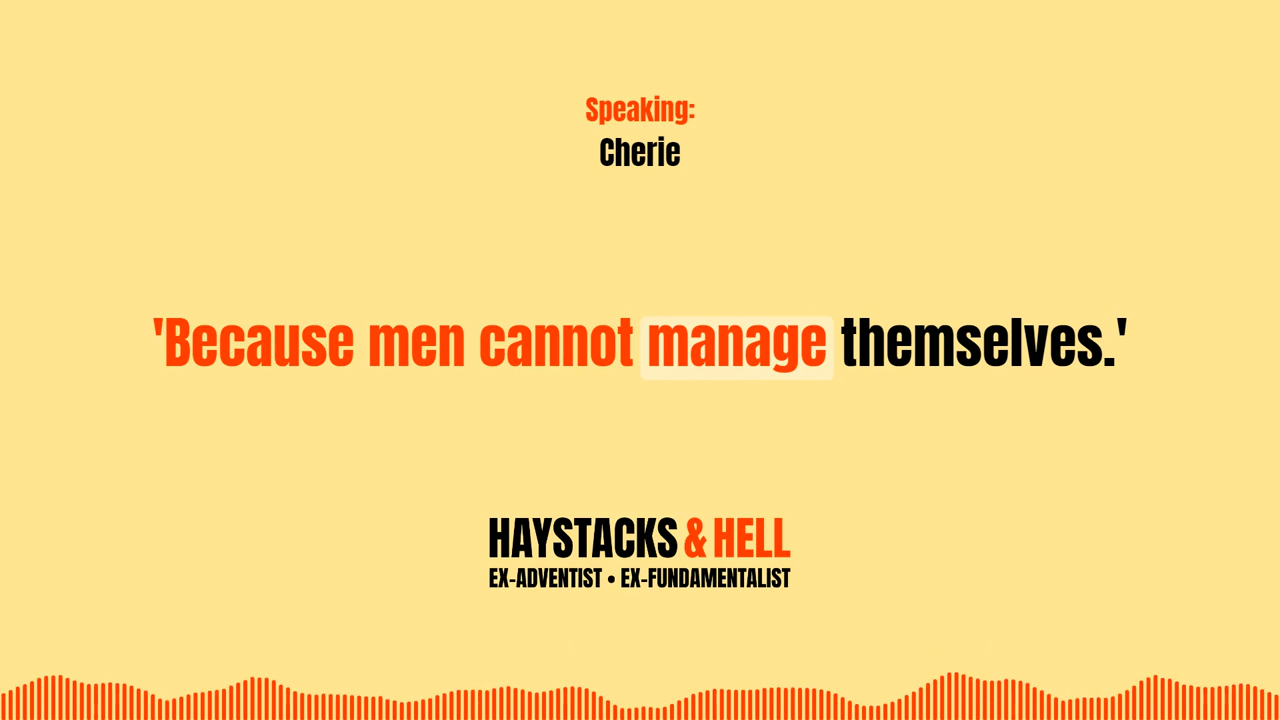 Speaking:
Cherie
'Because men cannot manage themselves.'
HAYSTACKS & HELL
EX-ADVENTIST • EX-FUNDAMENTALIST